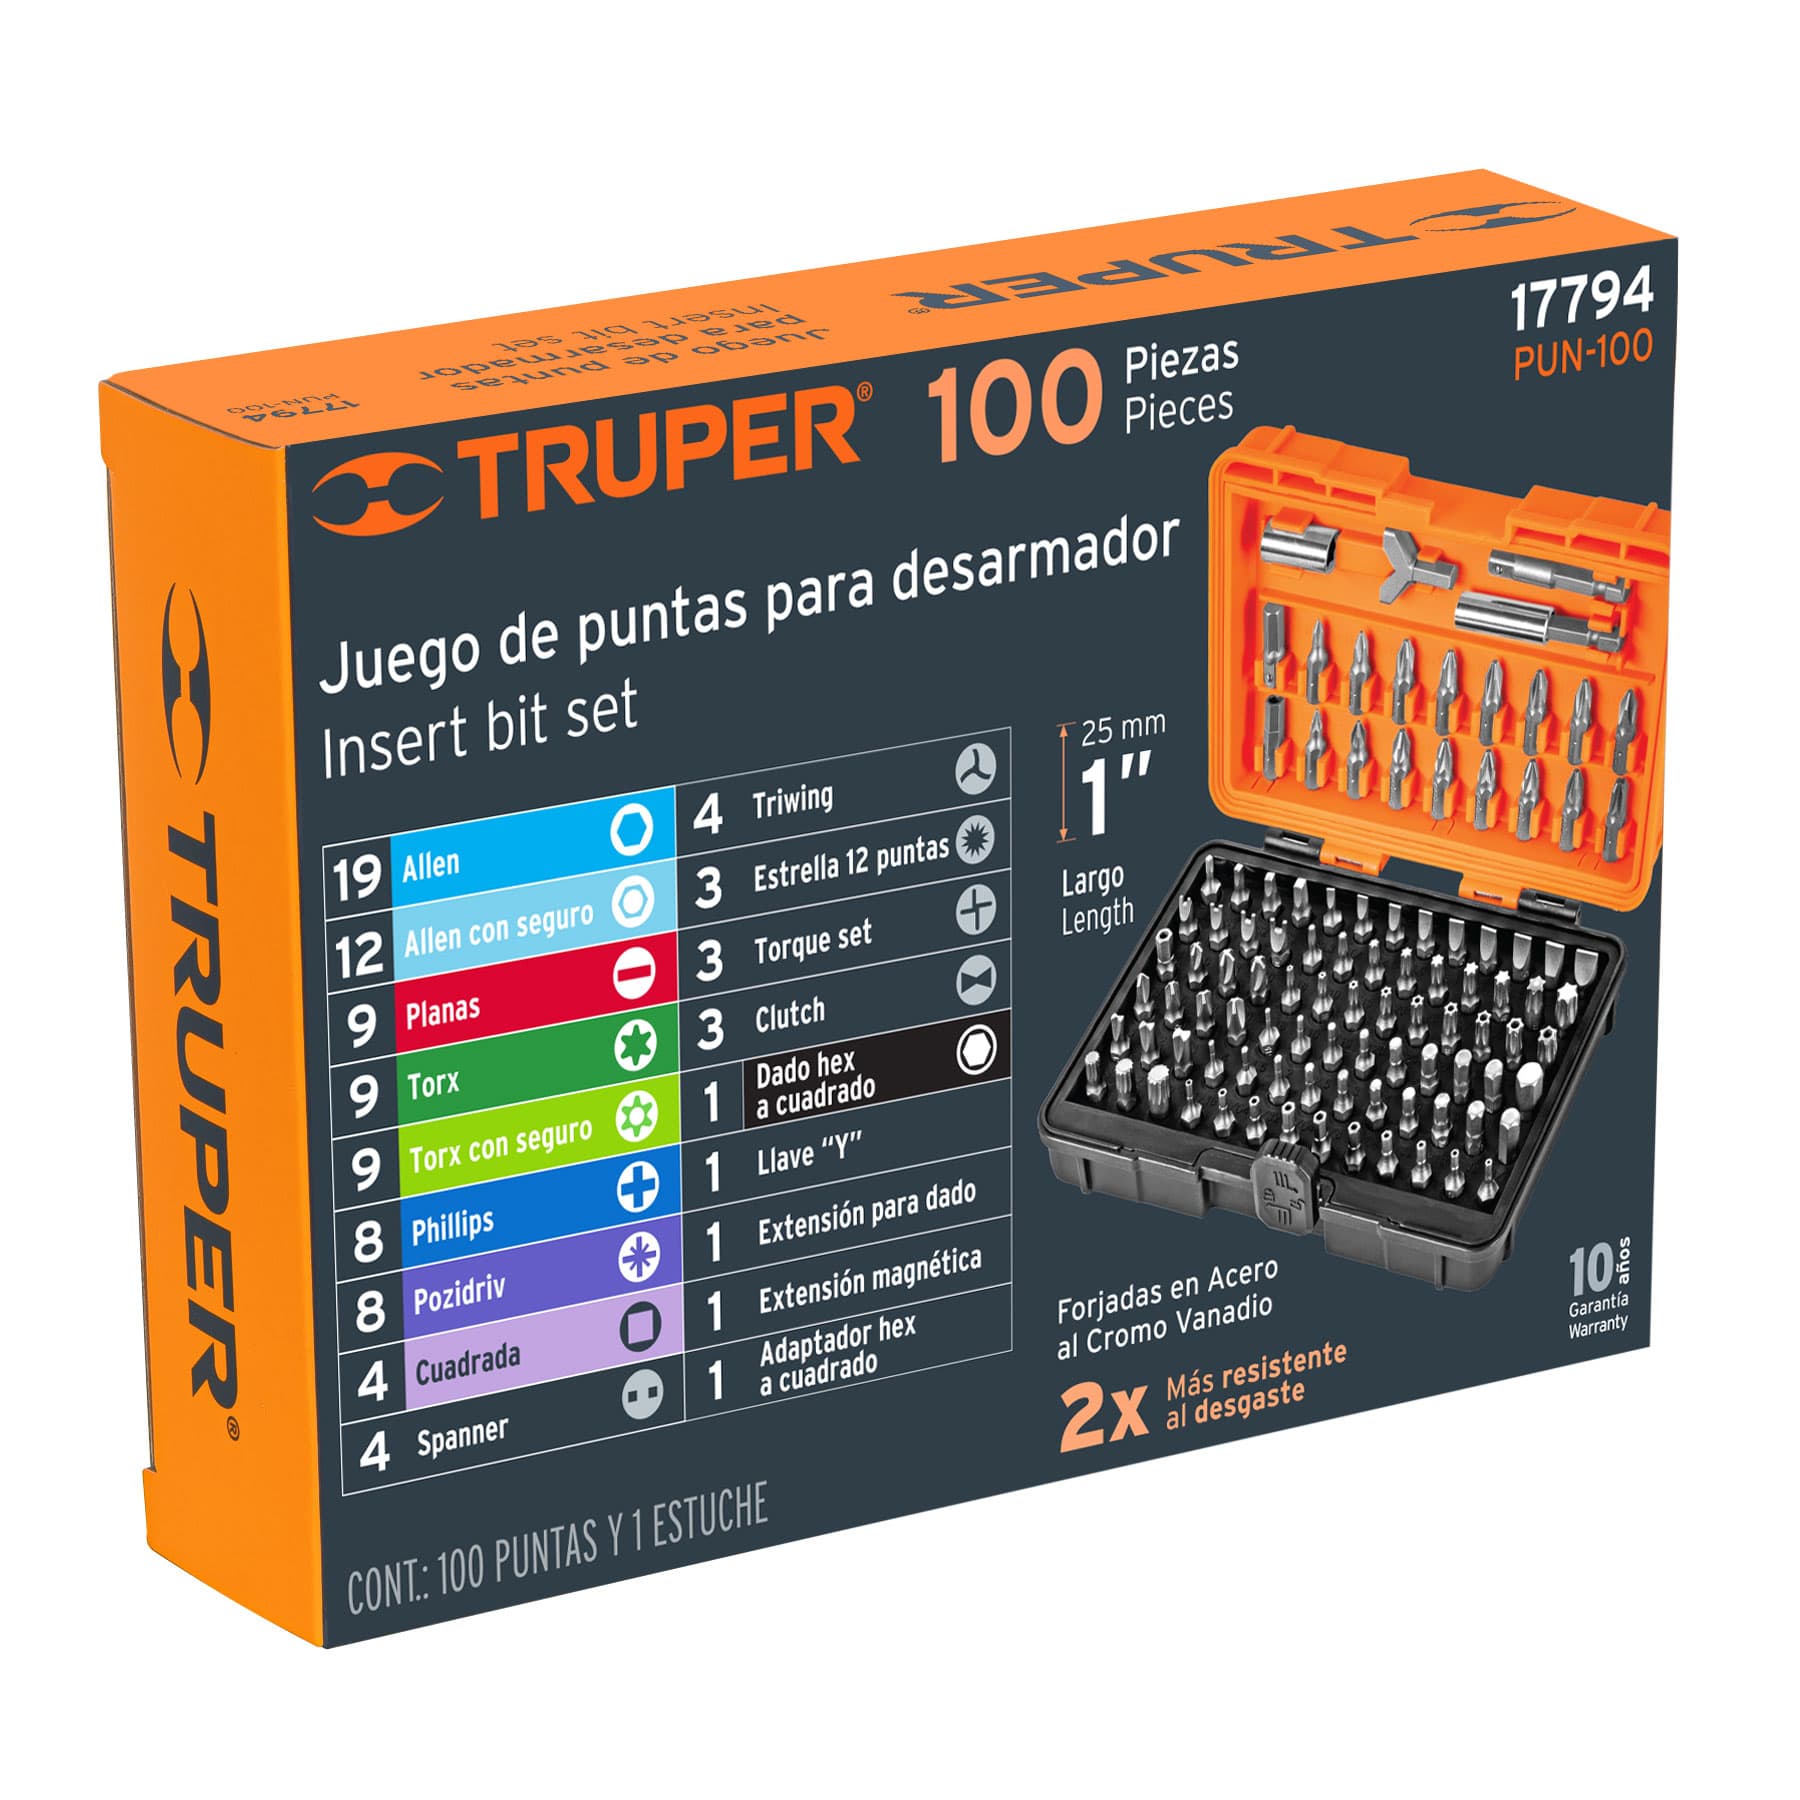 TRUPER®
Juego de puntas
para desarmador
Insert bit set
17794
PUN-100
TRUPER®
TRUPER®
100 Piezas
Pieces
17794
PUN-100
Juego de puntas para desarmador
Insert bit set
19 Allen
12 Allen con seguro
9 Planas
9 Torx
9 Torx con seguro
8 Phillips
8 Pozidriv
4 Cuadrada
4 Spanner
4 Triwing
3 Estrella 12 puntas
3 Torque set
3 Clutch
1 Dado hex
a cuadrado
1 Llave “Y”
1 Extensión para dado
1 Extensión magnética
1 Adaptador hex
a cuadrado
25 mm
1”
Largo
Length
Forjadas en Acero
al Cromo Vanadio
2x Más resistente
al desgaste
10 años
Garantía
Warranty
CONT.: 100 PUNTAS Y 1 ESTUCHE